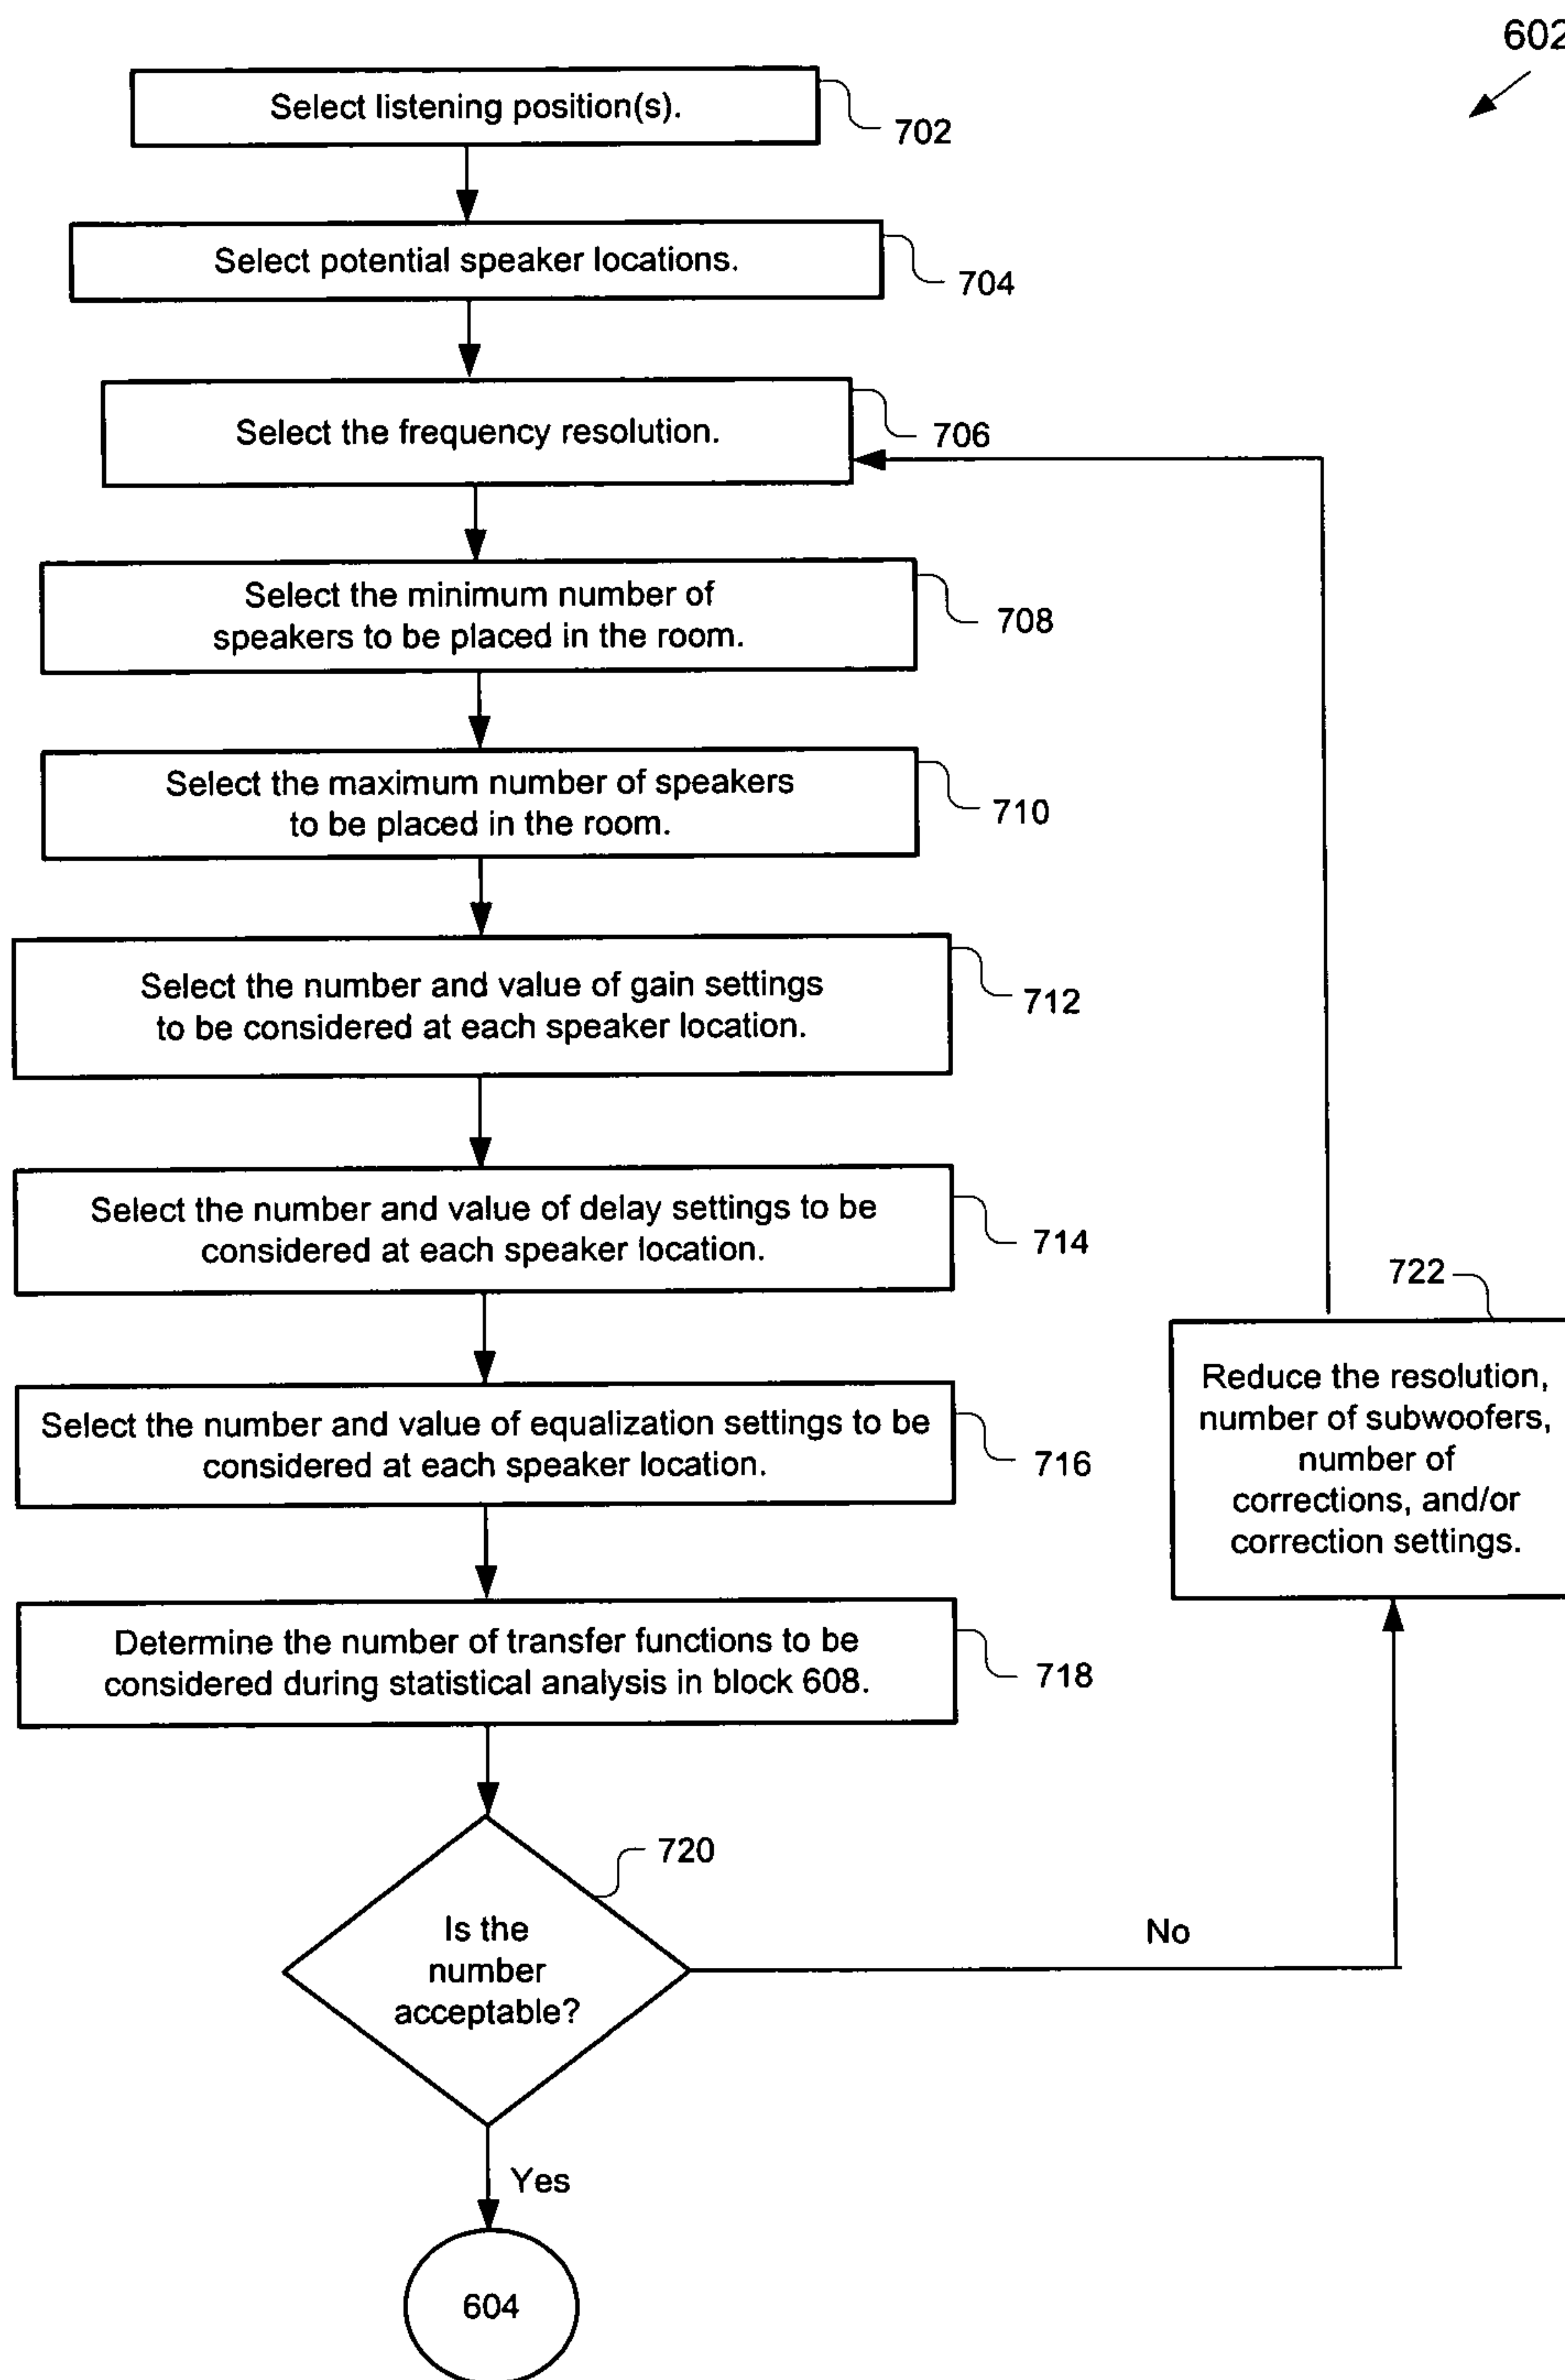 602
Select listening position(s).
702
Select potential speaker locations.
704
Select the frequency resolution.
706
Select the minimum number of
speakers to be placed in the room.
708
Select the maximum number of speakers
to be placed in the room.
710
Select the number and value of gain settings
to be considered at each speaker location.
712
Select the number and value of delay settings to be
considered at each speaker location.
714
Select the number and value of equalization settings to be
considered at each speaker location.
716
Determine the number of transfer functions to be
considered during statistical analysis in block 608.
718
Is the
number
acceptable?
720
No
722
Reduce the resolution,
number of subwoofers,
number of
corrections, and/or
correction settings.
Yes
604